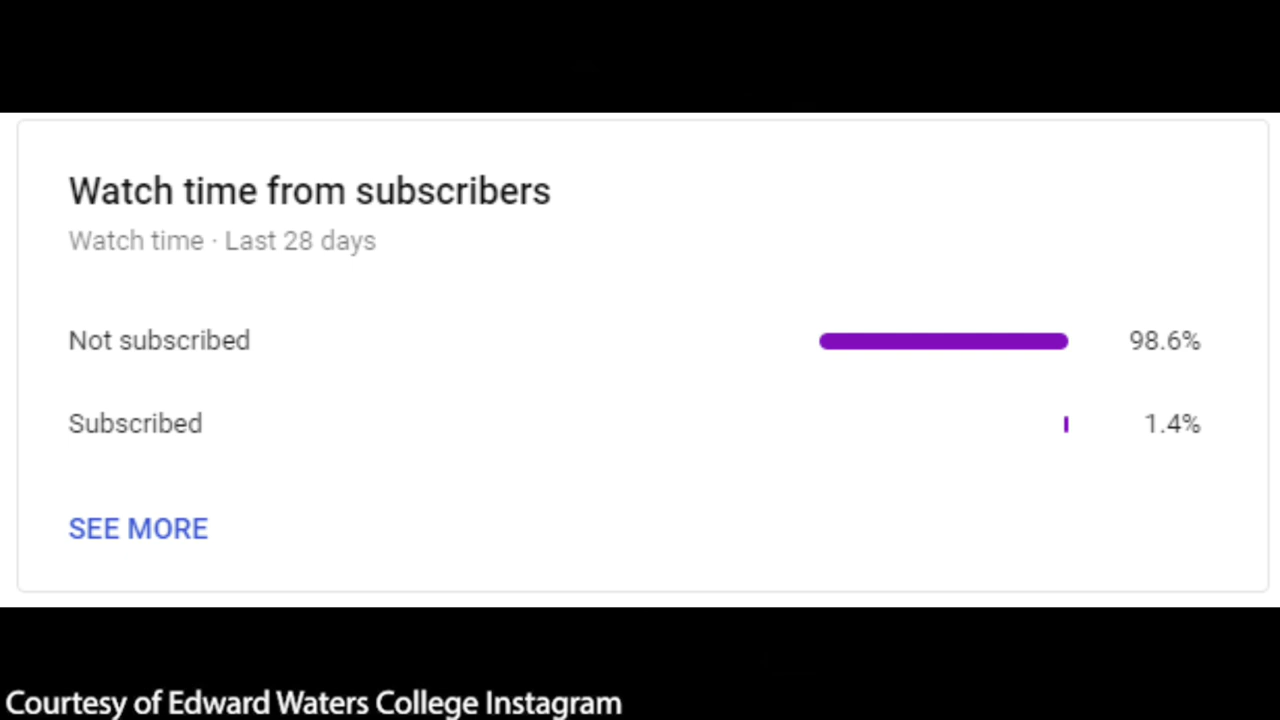 Watch time from subscribers
Watch time · Last 28 days
Not subscribed 98.6%
Subscribed 1.4%
SEE MORE
Courtesy of Edward Waters College Instagram